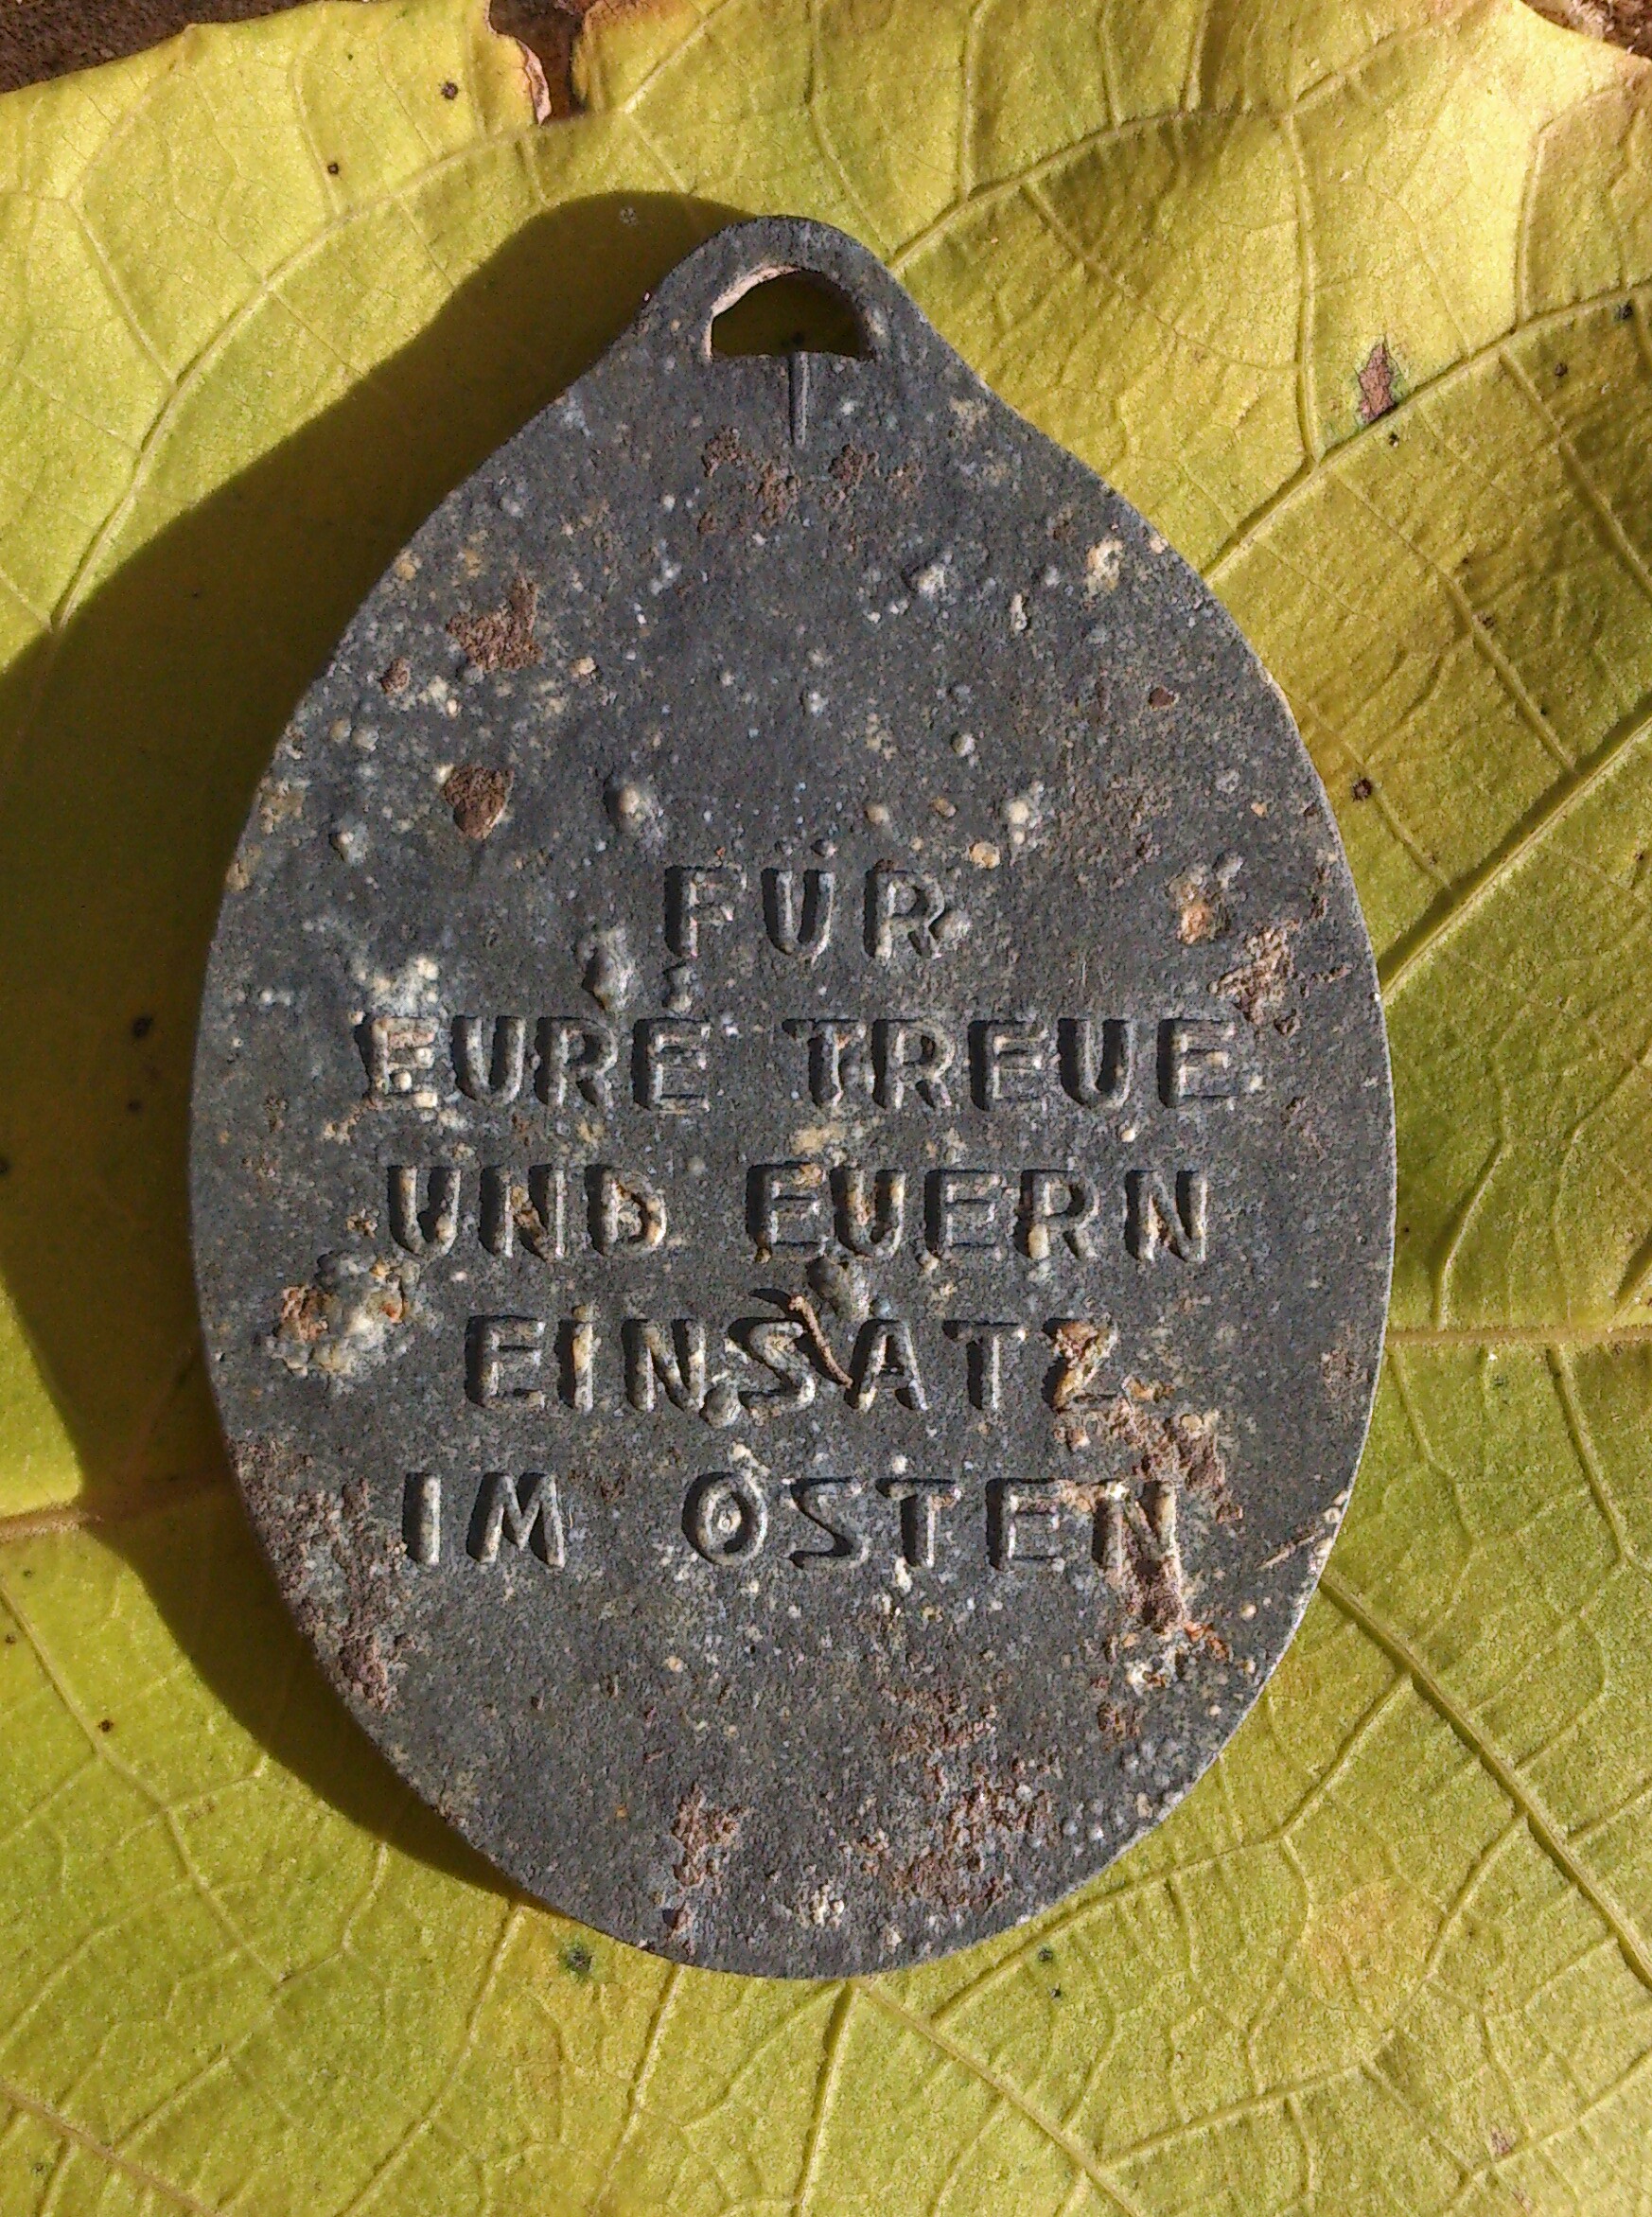 FÜR
EURE TREUE
UND EUERN
EINSATZ
IM OSTEN